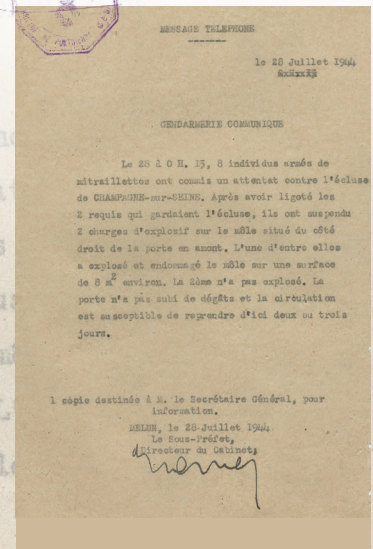 MESSAGE TELEPHONE
le 28 Juillet 1944
GENDARMERIE COMMUNIQUE
Le 28 à 0 H. 15, 8 individus armés de
mitraillettes ont commis un attentat contre l'écluse
de CHAMPAGNE-sur-SEINE. Après avoir ligoté les
2 requis qui gardaient l'écluse, ils ont suspendu
2 charges d'explosif sur le môle situé du côté
droit de la porte en amont. L'une d'entre elles
a explosé et endommagé le môle sur une surface
de 8 m2 environ. La 2ème n'a pas explosé. La
porte n'a pas subi de dégâts et la circulation
est susceptible de reprendre d'ici deux ou trois
jours.
1 copie destinée à M. le Secrétaire Général, pour
information.
MELUN, le 28 Juillet 1944
Le Sous-Préfet,
Directeur du Cabinet,